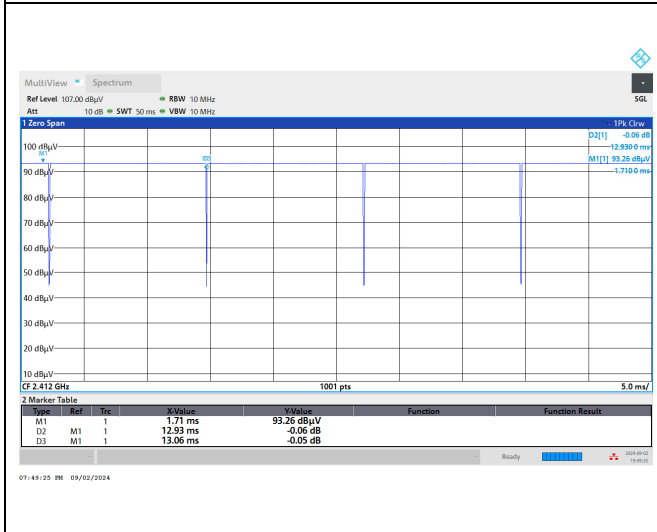 MultiView Spectrum
Ref Level 107.00 dBµV RBW 10 MHz SGL
Att 10 dB SWT 50 ms VBW 10 MHz
1 Zero Span 1Pk Clrw
D2[1] -0.06 dB
12.930 0 ms
M1[1] 93.26 dBµV
1.710 0 ms
100 dBµV
M1
D3
90 dBµV
80 dBµV
70 dBµV
60 dBµV
50 dBµV
40 dBµV
30 dBµV
20 dBµV
10 dBµV
CF 2.412 GHz 1001 pts 5.0 ms/
2 Marker Table
Type Ref Trc X-Value Y-Value Function Function Result
M1 1 1.71 ms 93.26 dBµV
D2 M1 1 12.93 ms -0.06 dB
D3 M1 1 13.06 ms -0.05 dB
Ready 2024-09-02
19:49:25
07:49:25 PM 09/02/2024